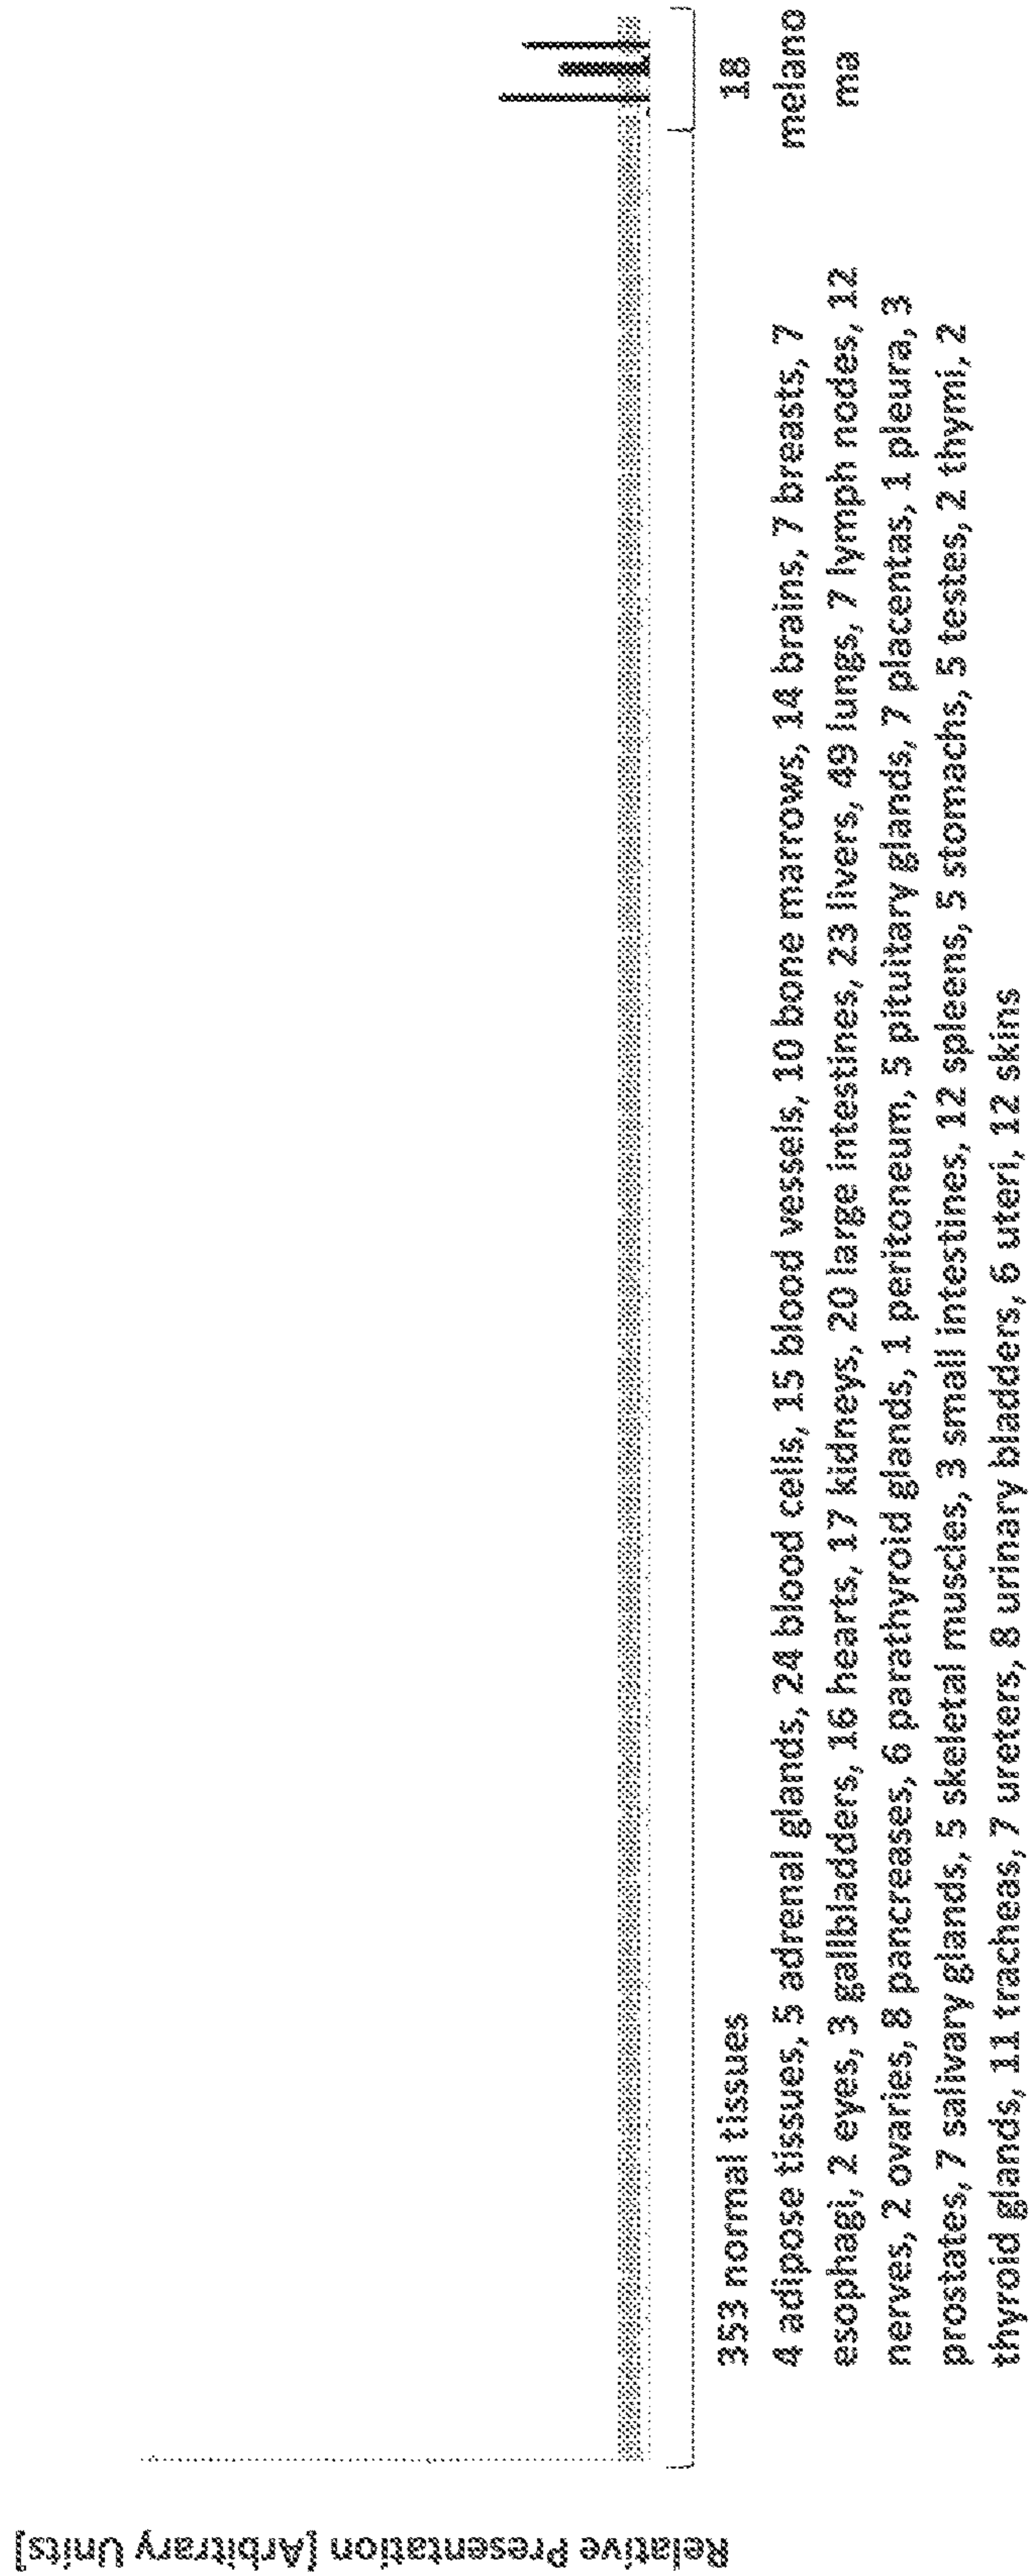 Relative Presentation [Arbitrary Units]
353 normal tissues
4 adipose tissues, 5 adrenal glands, 24 blood cells, 15 blood vessels, 10 bone marrows, 14 brains, 7 breasts, 7
esophagi, 2 eyes, 3 gallbladders, 16 hearts, 17 kidneys, 20 large intestines, 23 livers, 49 lungs, 7 lymph nodes, 12
nerves, 2 ovaries, 8 pancreases, 6 parathyroid glands, 1 peritoneum, 5 pituitary glands, 7 placentas, 1 pleura, 3
prostates, 7 salivary glands, 5 skeletal muscles, 3 small intestines, 12 spleens, 5 stomachs, 5 testes, 2 thymi, 2
thyroid glands, 11 tracheas, 7 ureters, 8 urinary bladders, 6 uteri, 12 skins
18
melano
ma